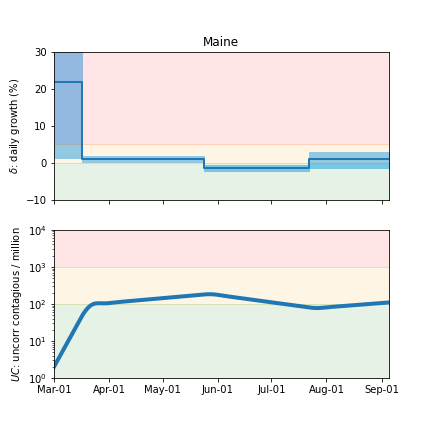 Maine
δ: daily growth (%)
30
20
10
0
−10
UC: uncorr contagious / million
10⁴
10³
10²
10¹
10⁰
Mar-01 Apr-01 May-01 Jun-01 Jul-01 Aug-01 Sep-01